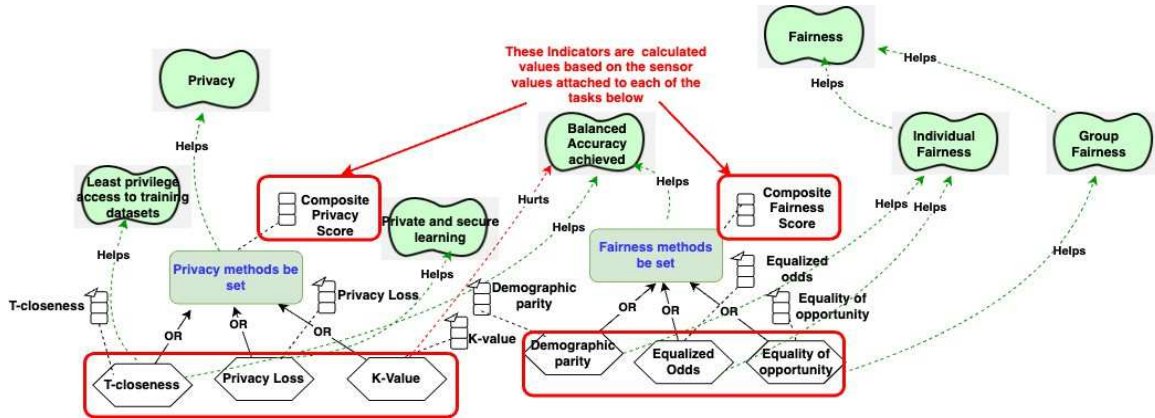 Fairness
These Indicators are calculated
values based on the sensor
values attached to each of the
tasks below
Privacy
Helps
Helps
Helps
Balanced
Accuracy
achieved
Individual
Fairness
Group
Fairness
Least privilege
access to training
datasets
Composite
Privacy
Score
Private and secure
learning
Hurts
Helps
Helps
Composite
Fairness
Score
Helps
Helps
Helps
Helps
Helps
Privacy methods be
set
Fairness methods
be set
Equalized
odds
T-closeness
Privacy Loss
Demographic
parity
Equality
of opportunity
K-value
OR
OR
OR
OR
OR
OR
T-closeness
Privacy Loss
K-Value
Demographic
parity
Equalized
Odds
Equality of
opportunity